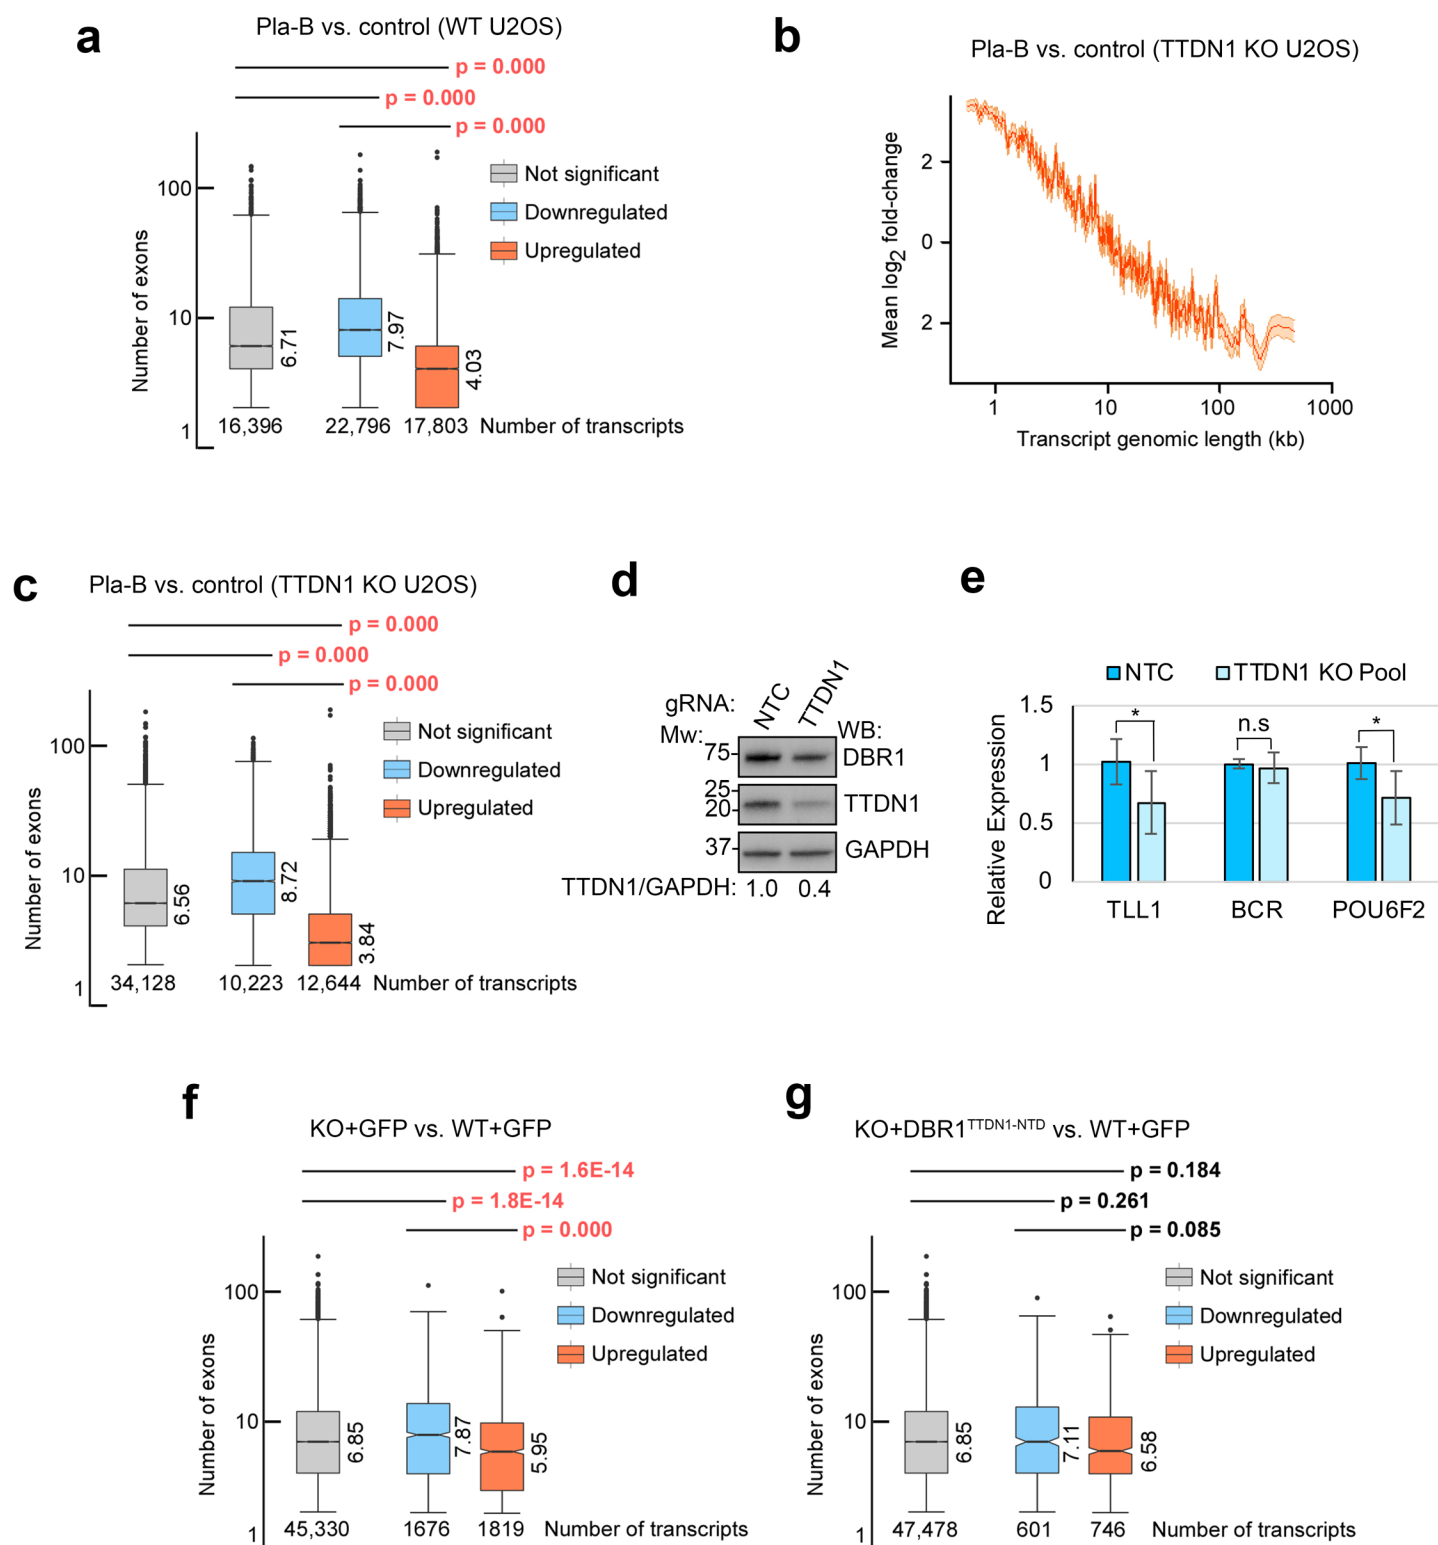 a
Pla-B vs. control (WT U2OS)
p = 0.000
p = 0.000
p = 0.000
Not significant
Downregulated
Upregulated
Number of exons
100
10
1
6.71
7.97
4.03
16,396 22,796 17,803 Number of transcripts
b
Pla-B vs. control (TTDN1 KO U2OS)
Mean log2 fold-change
2
0
2
1 10 100 1000
Transcript genomic length (kb)
c
Pla-B vs. control (TTDN1 KO U2OS)
p = 0.000
p = 0.000
p = 0.000
Not significant
Downregulated
Upregulated
Number of exons
100
10
1
6.56
8.72
3.84
34,128 10,223 12,644 Number of transcripts
d
gRNA: NTC TTDN1
Mw: WB:
75 DBR1
25
20 TTDN1
37 GAPDH
TTDN1/GAPDH: 1.0 0.4
e
NTC TTDN1 KO Pool
Relative Expression
1.5
1
0.5
0
* n.s *
TLL1 BCR POU6F2
f
KO+GFP vs. WT+GFP
p = 1.6E-14
p = 1.8E-14
p = 0.000
Not significant
Downregulated
Upregulated
Number of exons
100
10
1
6.85
7.87
5.95
45,330 1676 1819 Number of transcripts
g
KO+DBR1TTDN1-NTD vs. WT+GFP
p = 0.184
p = 0.261
p = 0.085
Not significant
Downregulated
Upregulated
Number of exons
100
10
1
6.85
7.11
6.58
47,478 601 746 Number of transcripts